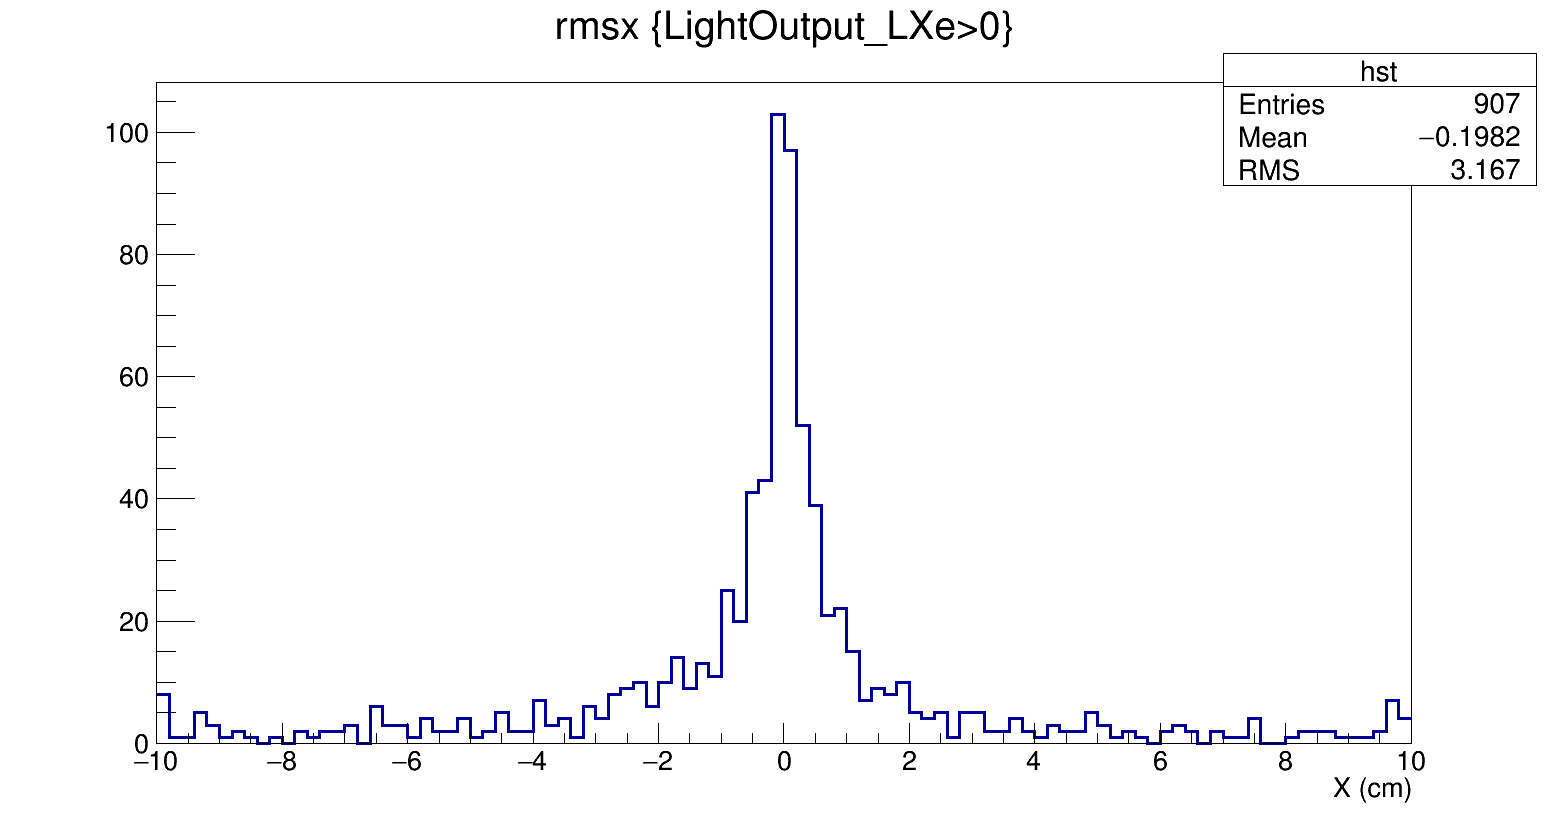 rmsx {LightOutput_LXe>0}
hst
Entries 907
Mean −0.1982
RMS 3.167
100
80
60
40
20
0
−10 −8 −6 −4 −2 0 2 4 6 8 10
X (cm)